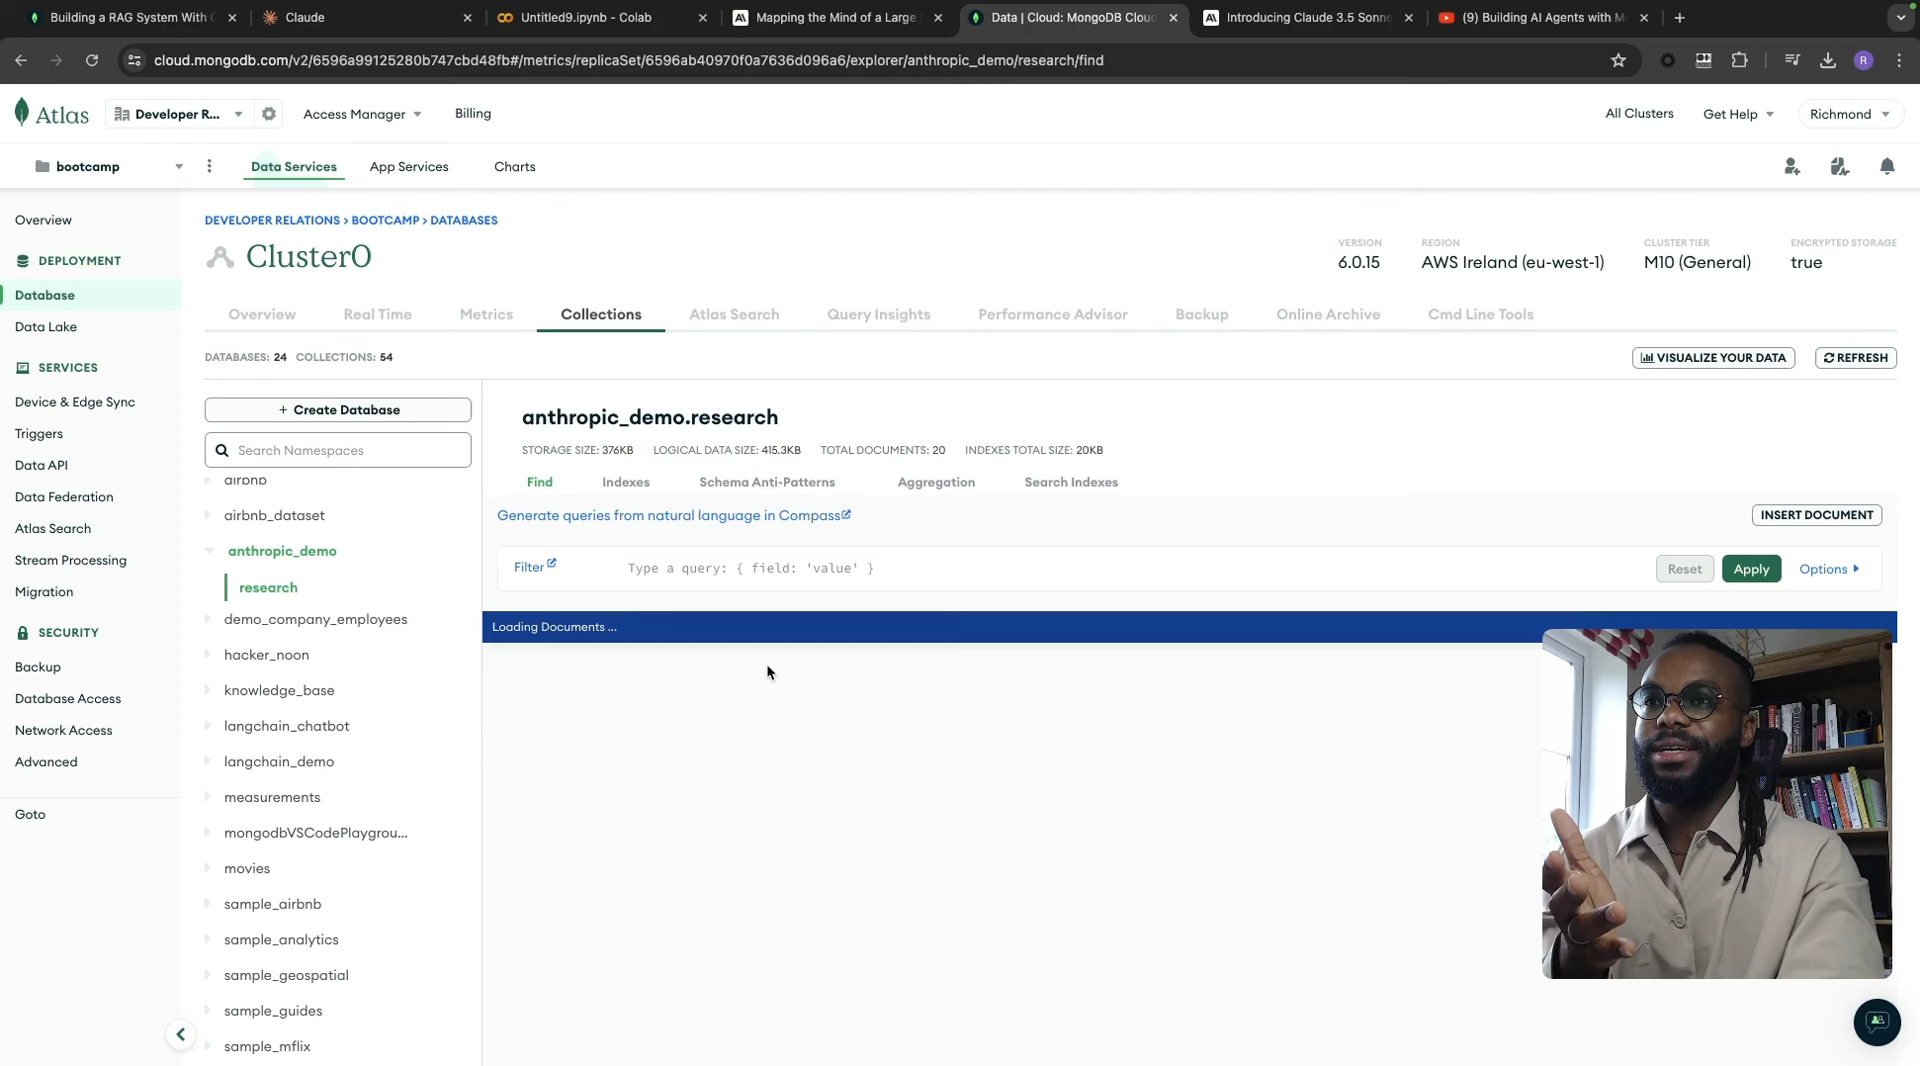 Building a RAG System With C
Claude
Untitled9.ipynb - Colab
Mapping the Mind of a Large
Data | Cloud: MongoDB Cloud
Introducing Claude 3.5 Sonne
(9) Building AI Agents with M
cloud.mongodb.com/v2/6596a99125280b747cbd48fb#/metrics/replicaSet/6596ab40970f0a7636d096a6/explorer/anthropic_demo/research/find
R
Atlas
Developer R...
Access Manager
Billing
All Clusters
Get Help
Richmond
bootcamp
Data Services
App Services
Charts
Overview
DEPLOYMENT
Database
Data Lake
SERVICES
Device & Edge Sync
Triggers
Data API
Data Federation
Atlas Search
Stream Processing
Migration
SECURITY
Backup
Database Access
Network Access
Advanced
Goto
DEVELOPER RELATIONS > BOOTCAMP > DATABASES
Cluster0
VERSION
6.0.15
REGION
AWS Ireland (eu-west-1)
CLUSTER TIER
M10 (General)
ENCRYPTED STORAGE
true
Overview
Real Time
Metrics
Collections
Atlas Search
Query Insights
Performance Advisor
Backup
Online Archive
Cmd Line Tools
DATABASES: 24 COLLECTIONS: 54
VISUALIZE YOUR DATA
REFRESH
+ Create Database
Search Namespaces
airbnb
airbnb_dataset
anthropic_demo
research
demo_company_employees
hacker_noon
knowledge_base
langchain_chatbot
langchain_demo
measurements
mongodbVSCodePlaygrou...
movies
sample_airbnb
sample_analytics
sample_geospatial
sample_guides
sample_mflix
anthropic_demo.research
STORAGE SIZE: 376KB LOGICAL DATA SIZE: 415.3KB TOTAL DOCUMENTS: 20 INDEXES TOTAL SIZE: 20KB
Find
Indexes
Schema Anti-Patterns
Aggregation
Search Indexes
Generate queries from natural language in Compass
INSERT DOCUMENT
Filter
Type a query: { field: 'value' }
Reset
Apply
Options
Loading Documents ...